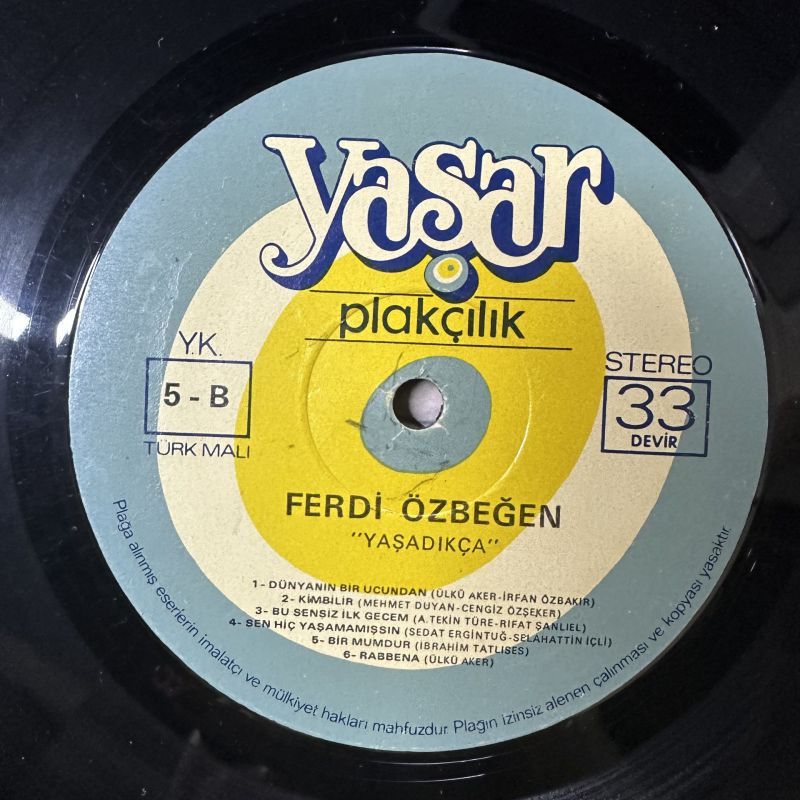 yaşar
plakçılık
Y.K.
5 - B
TÜRK MALI
STEREO
33
DEVİR
FERDİ ÖZBEĞEN
"YAŞADIKÇA"
1- DÜNYANIN BİR UCUNDAN (ÜLKÜ AKER-İRFAN ÖZBAKIR)
2- KİMBİLİR (MEHMET DUYAN-CENGİZ ÖZŞEKER)
3- BU SENSİZ İLK GECEM (A.TEKİN TÜRE-RIFAT ŞANLIEL)
4- SEN HİÇ YAŞAMAMIŞSIN (SEDAT ERGİNTUĞ-SELAHATTİN İÇLİ)
5- BİR MUMDUR (İBRAHİM TATLISES)
6- RABBENA (ÜLKÜ AKER)
Plağa alınmış eserlerin imalatçı ve mülkiyet hakları mahfuzdur. Plağın izinsiz alenen çalınması ve kopyası yasaktır.